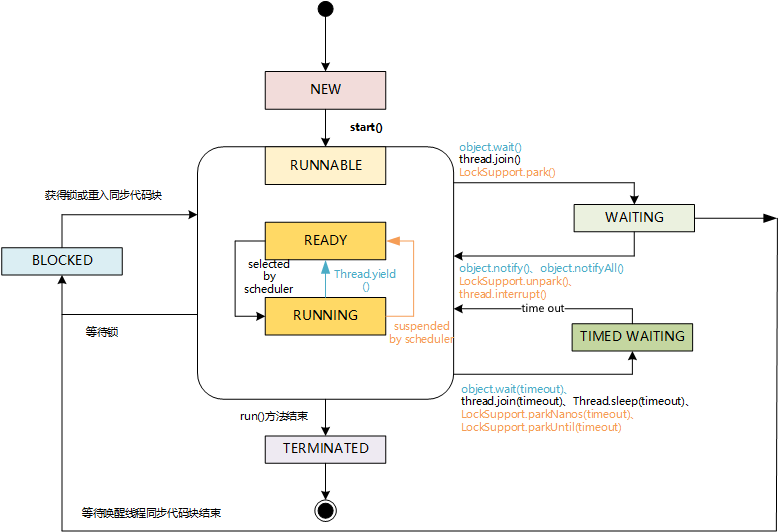 NEW
start()
RUNNABLE
object.wait()
thread.join()
LockSupport.park()
获得锁或重入同步代码块
WAITING
READY
BLOCKED
selected
by
scheduler
Thread.yield
()
object.notify()、object.notifyAll()
LockSupport.unpark()、
thread.interrupt()
RUNNING
time out
等待锁
suspended
by scheduler
TIMED WAITING
object.wait(timeout)、
thread.join(timeout)、Thread.sleep(timeout)、
LockSupport.parkNanos(timeout)、
LockSupport.parkUntil(timeout)
run()方法结束
TERMINATED
等待唤醒线程同步代码块结束